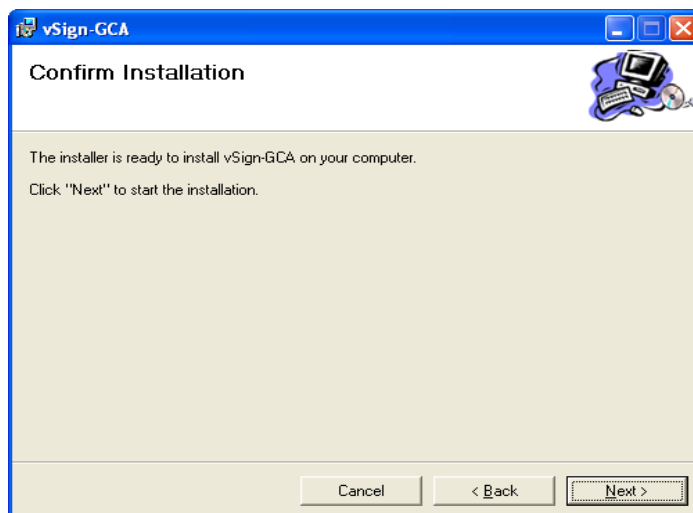 vSign-GCA
Confirm Installation
The installer is ready to install vSign-GCA on your computer.
Click "Next" to start the installation.
Cancel
< Back
Next >